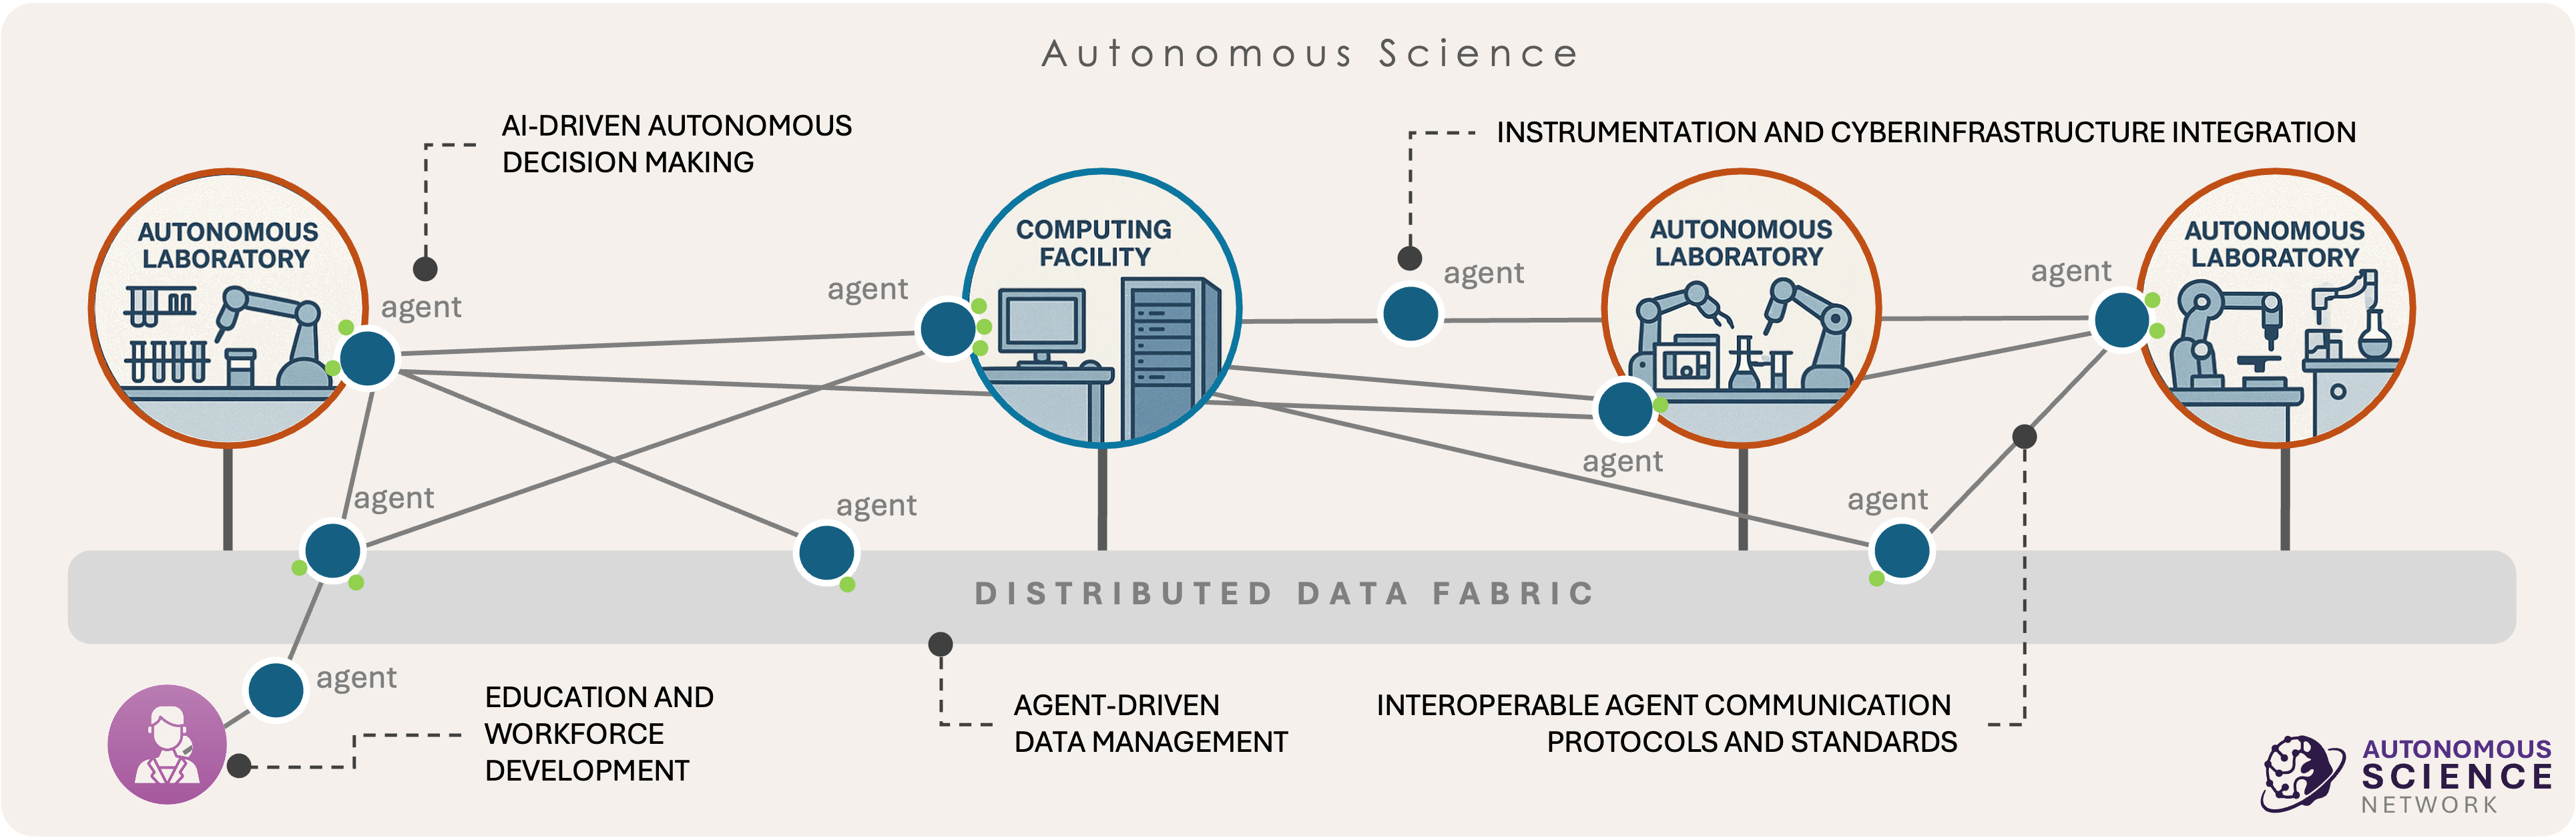 Autonomous Science
AI-DRIVEN AUTONOMOUS
DECISION MAKING
INSTRUMENTATION AND CYBERINFRASTRUCTURE INTEGRATION
AUTONOMOUS
LABORATORY
agent
agent
COMPUTING
FACILITY
agent
AUTONOMOUS
LABORATORY
agent
agent
AUTONOMOUS
LABORATORY
agent
agent
agent
DISTRIBUTED DATA FABRIC
agent
EDUCATION AND
WORKFORCE
DEVELOPMENT
AGENT-DRIVEN
DATA MANAGEMENT
INTEROPERABLE AGENT COMMUNICATION
PROTOCOLS AND STANDARDS
AUTONOMOUS
SCIENCE
NETWORK